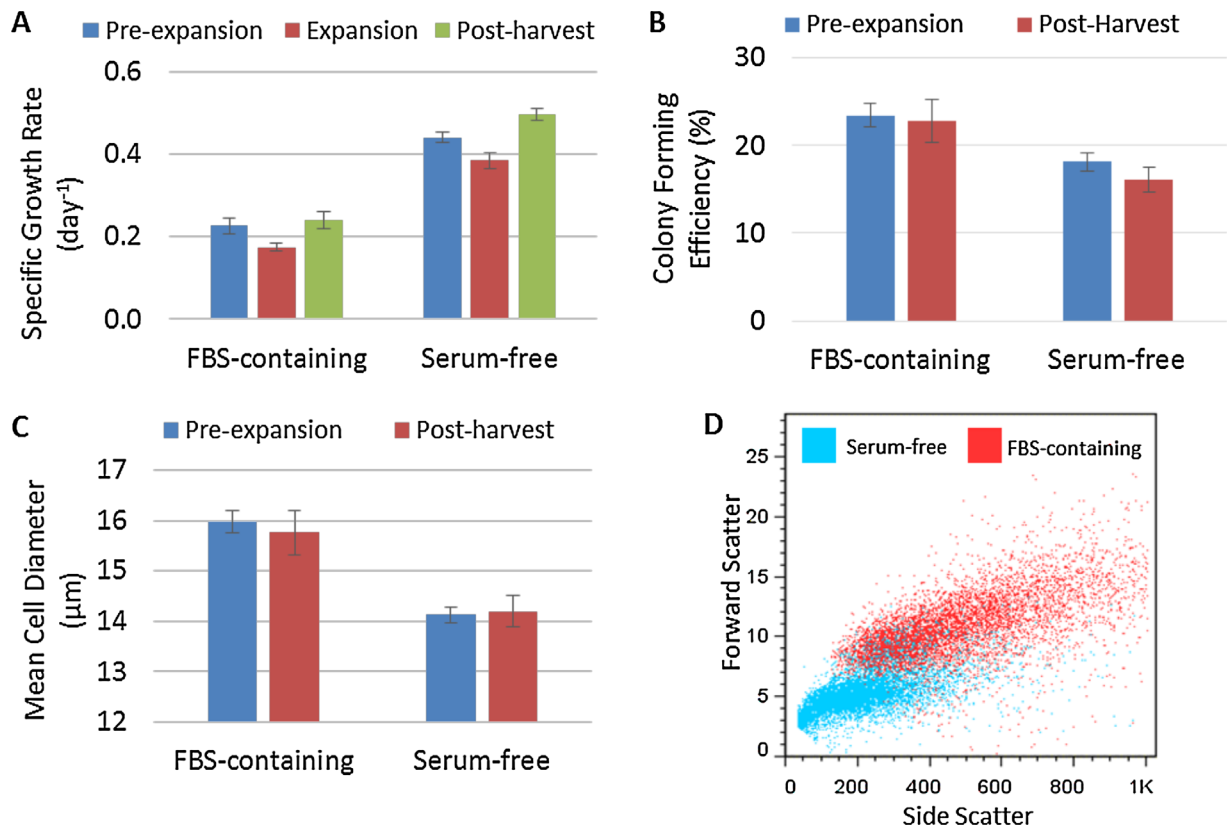 A
Pre-expansion Expansion Post-harvest
Specific Growth Rate
(day⁻¹)
0.6
0.4
0.2
0.0
FBS-containing Serum-free
B
Pre-expansion Post-Harvest
Colony Forming
Efficiency (%)
30
20
10
0
FBS-containing Serum-free
C
Pre-expansion Post-harvest
Mean Cell Diameter
(µm)
17
16
15
14
13
12
FBS-containing Serum-free
D
Serum-free FBS-containing
Forward Scatter
25
20
15
10
5
0
0 200 400 600 800 1K
Side Scatter